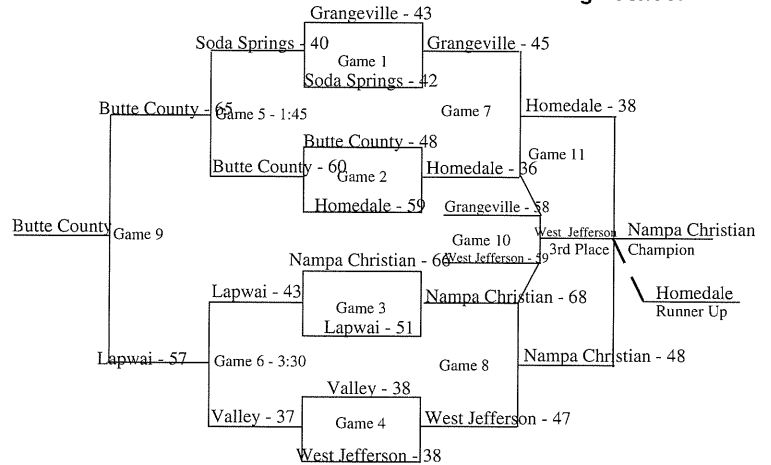 Grangeville - 43
Soda Springs - 40
Grangeville - 45
Game 1
Soda Springs - 42
Butte County - 65
Game 5 - 1:45
Game 7
Homedale - 38
Butte County - 48
Game 11
Butte County - 60
Game 2
Homedale - 36
Homedale - 59
Grangeville - 58
Butte County
Game 9
Game 10
West Jefferson
Nampa Christian
3rd Place
Champion
Nampa Christian - 66
West Jefferson - 59
Lapwai - 43
Game 3
Nampa Christian - 68
Homedale
Runner Up
Lapwai - 51
Lapwai - 57
Game 6 - 3:30
Game 8
Nampa Christian - 48
Valley - 38
Valley - 37
Game 4
West Jefferson - 47
West Jefferson - 38